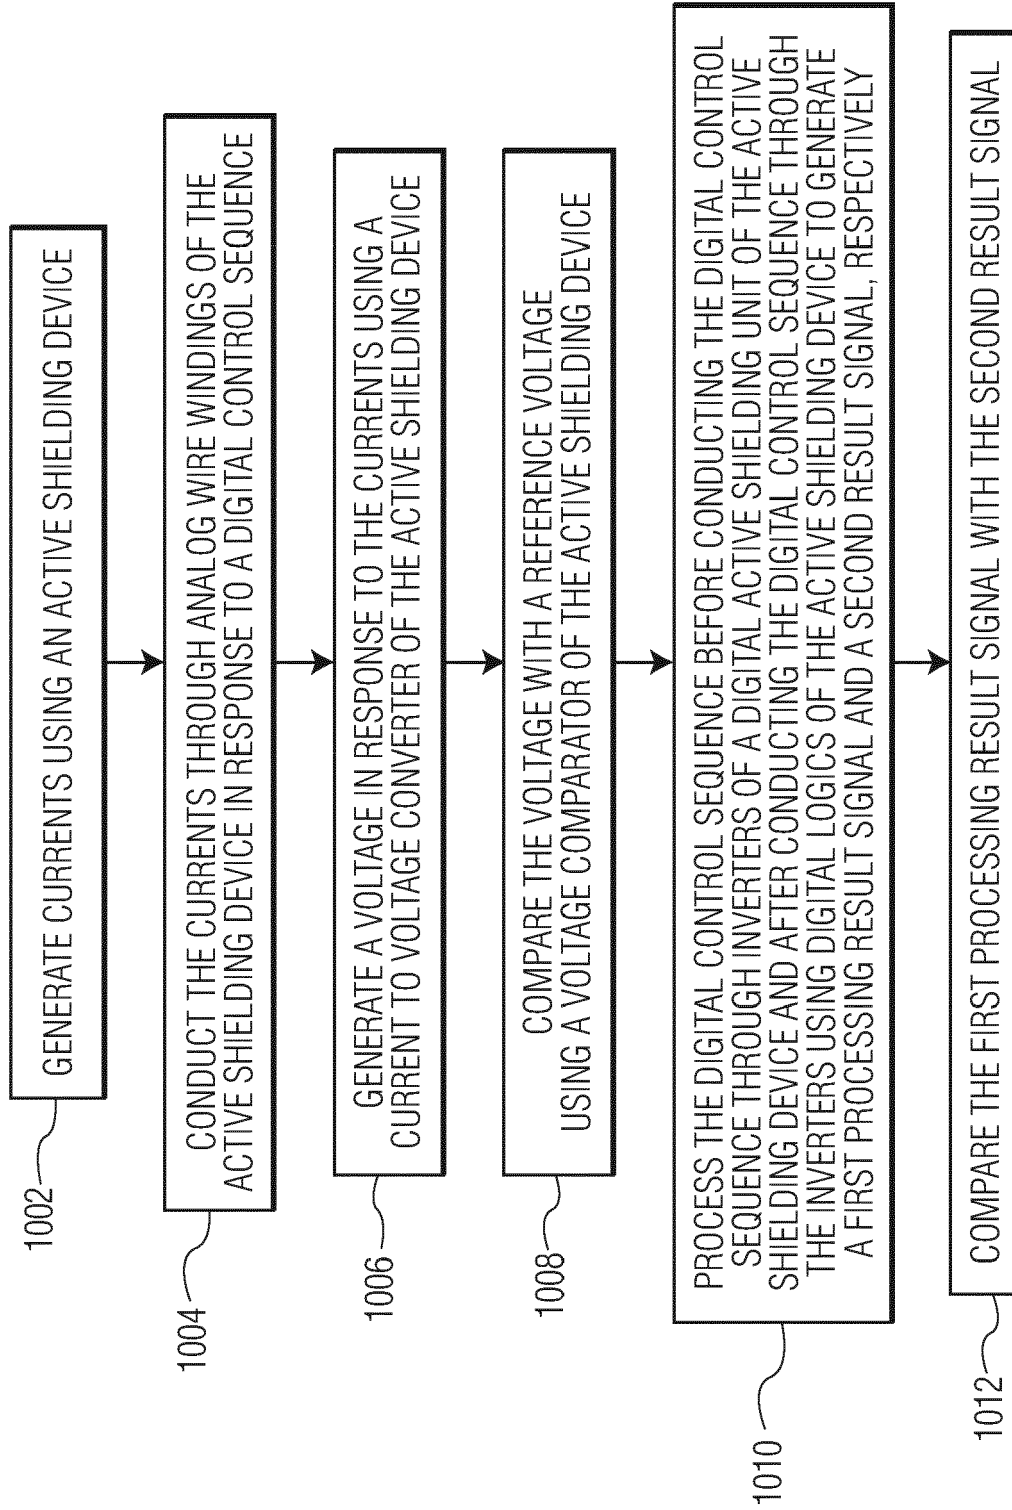 1002
GENERATE CURRENTS USING AN ACTIVE SHIELDING DEVICE
1004
CONDUCT THE CURRENTS THROUGH ANALOG WIRE WINDINGS OF THE
ACTIVE SHIELDING DEVICE IN RESPONSE TO A DIGITAL CONTROL SEQUENCE
1006
GENERATE A VOLTAGE IN RESPONSE TO THE CURRENTS USING A
CURRENT TO VOLTAGE CONVERTER OF THE ACTIVE SHIELDING DEVICE
1008
COMPARE THE VOLTAGE WITH A REFERENCE VOLTAGE
USING A VOLTAGE COMPARATOR OF THE ACTIVE SHIELDING DEVICE
1010
PROCESS THE DIGITAL CONTROL SEQUENCE BEFORE CONDUCTING THE DIGITAL CONTROL
SEQUENCE THROUGH INVERTERS OF A DIGITAL ACTIVE SHIELDING UNIT OF THE ACTIVE
SHIELDING DEVICE AND AFTER CONDUCTING THE DIGITAL CONTROL SEQUENCE THROUGH
THE INVERTERS USING DIGITAL LOGICS OF THE ACTIVE SHIELDING DEVICE TO GENERATE
A FIRST PROCESSING RESULT SIGNAL AND A SECOND RESULT SIGNAL, RESPECTIVELY
1012
COMPARE THE FIRST PROCESSING RESULT SIGNAL WITH THE SECOND RESULT SIGNAL